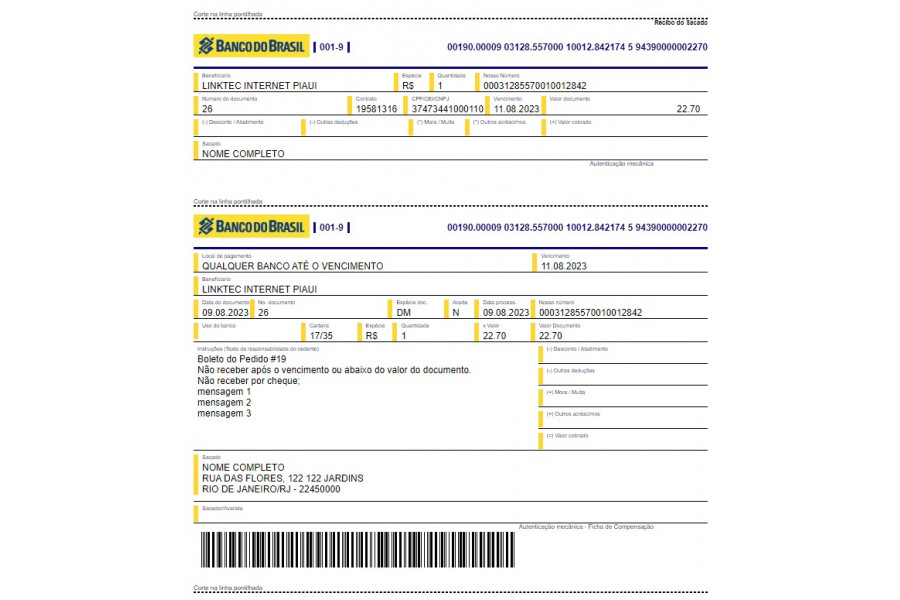 Corte na linha pontilhada
Recibo do Sacado
BANCO DO BRASIL 001-9 00190.00009 03128.557000 10012.842174 5 94390000002270
Beneficiário Espécie Quantidade Nosso Número
LINKTEC INTERNET PIAUI R$ 1 00031285570010012842
Número do documento Contrato CPF/CEI/CNPJ Vencimento Valor documento
26 19581316 37473441000110 11.08.2023 22.70
(-) Desconto / Abatimento (-) Outras deduções (*) Mora / Multa (*) Outros acréscimos (=) Valor cobrado
Sacado
NOME COMPLETO
Autenticação mecânica
Corte na linha pontilhada
BANCO DO BRASIL 001-9 00190.00009 03128.557000 10012.842174 5 94390000002270
Local de pagamento Vencimento
QUALQUER BANCO ATÉ O VENCIMENTO 11.08.2023
Beneficiário
LINKTEC INTERNET PIAUI
Data do documento No. documento Espécie doc. Aceite Data process. Nosso número
09.08.2023 26 DM N 09.08.2023 00031285570010012842
Uso do banco Carteira Espécie Quantidade x Valor Valor Documento
17/35 R$ 1 22.70 22.70
Instruções (Texto de responsabilidade do cedente) (-) Desconto / Abatimento
Boleto do Pedido #19
Não receber após o vencimento ou abaixo do valor do documento.
(-) Outras deduções
Não receber por cheque;
mensagem 1
(+) Mora / Multa
mensagem 2
mensagem 3
(+) Outros acréscimos
(=) Valor cobrado
Sacado
NOME COMPLETO
RUA DAS FLORES, 122 122 JARDINS
RIO DE JANEIRO/RJ - 22450000
Sacador/Avalista
Autenticação mecânica - Ficha de Compensação
Corte na linha pontilhada